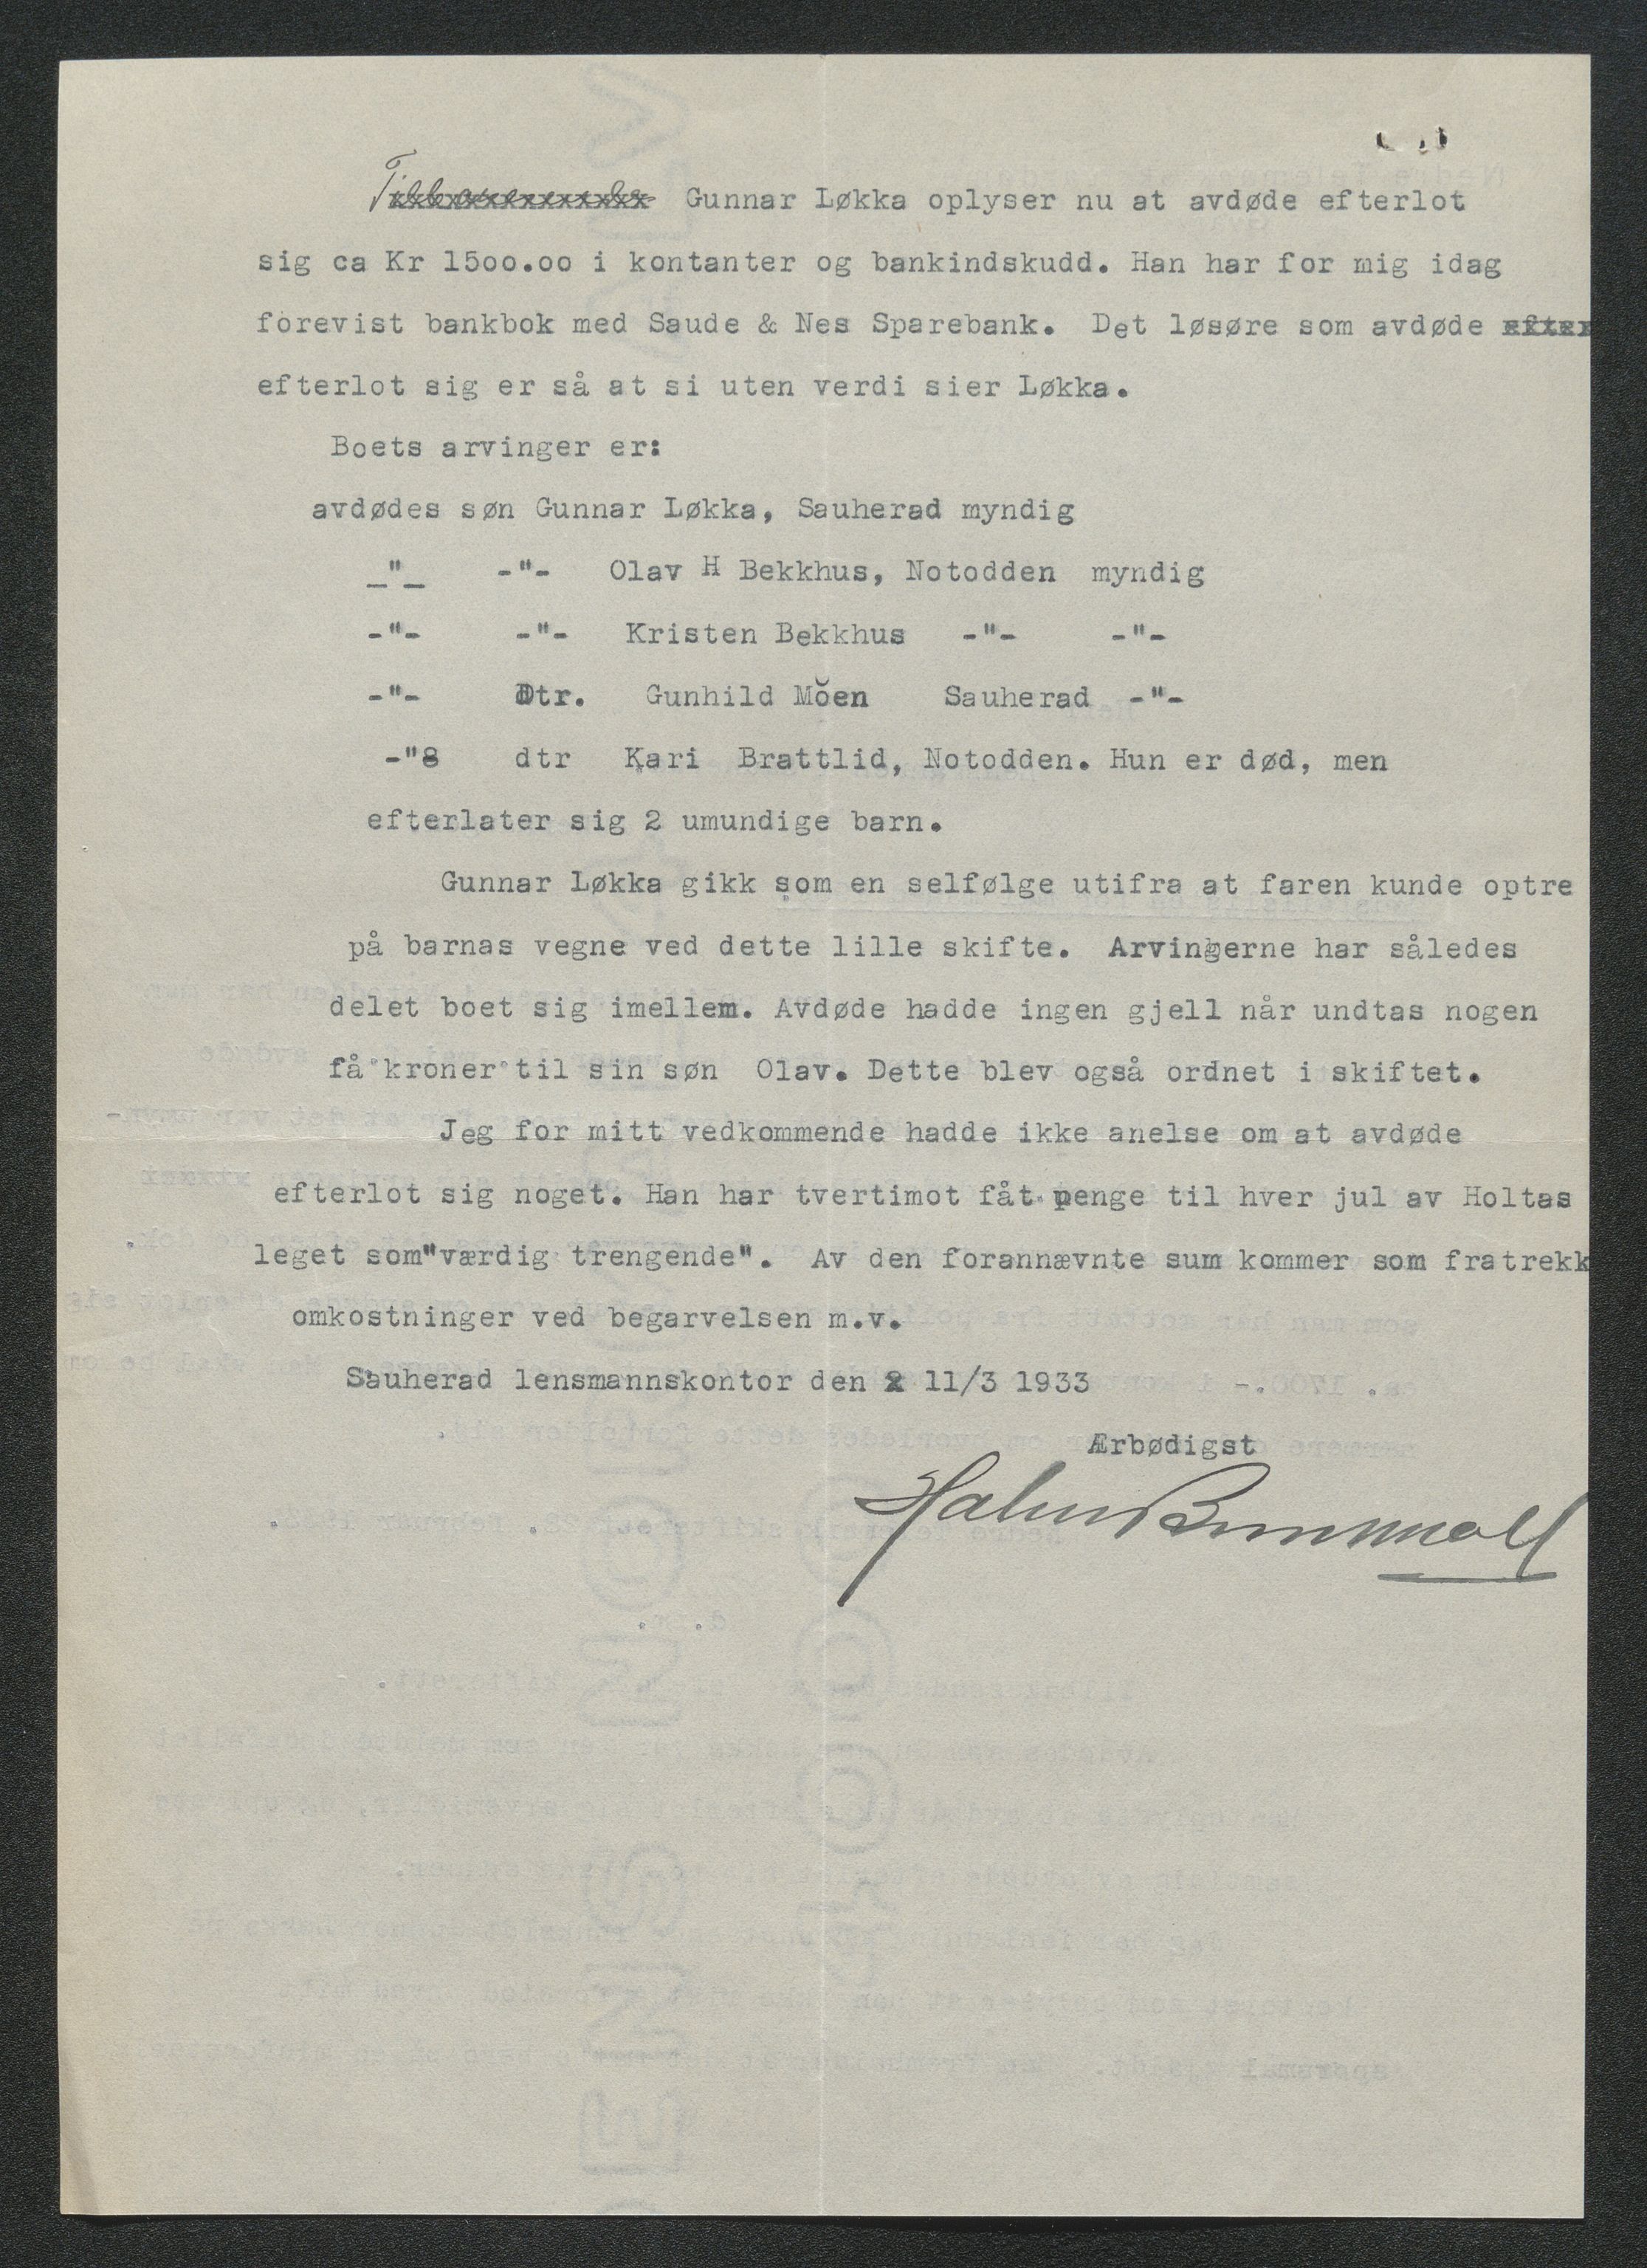 Gunnar Løkka oplyser nu at avdøde efterlot
sig ca Kr 15oo.oo i kontanter og bankindskudd. Han har for mig idag
forevist bankbok med Saude & Nes Sparebank. Det løsøre som avdøde efter
efterlot sig er så at si uten verdi sier Løkka.
Boets arvinger er:
avdødes søn Gunnar Løkka, Sauherad myndig
_"_ -"- Olav H Bekkhus, Notodden myndig
-"- -"- Kristen Bekkhus -"- -"-
-"- Dtr. Gunhild Moen Sauherad -"-
-"8 dtr Kari Brattlid, Notodden. Hun er død, men
efterlater sig 2 umundige barn.
Gunnar Løkka gikk som en selfølge utifra at faren kunde optre
på barnas vegne ved dette lille skifte. Arvingerne har således
delet boet sig imellem. Avdøde hadde ingen gjell når undtas nogen
få kroner til sin søn Olav. Dette blev også ordnet i skiftet.
Jeg for mitt vedkommende hadde ikke anelse om at avdøde
efterlot sig noget. Han har tvertimot fåt penge til hver jul av Holtas
leget som"værdig trengende". Av den forannævnte sum kommer som fratrekk
omkostninger ved begarvelsen m.v.
Sauherad lensmannskontor den 11/3 1933
Ærbødigst